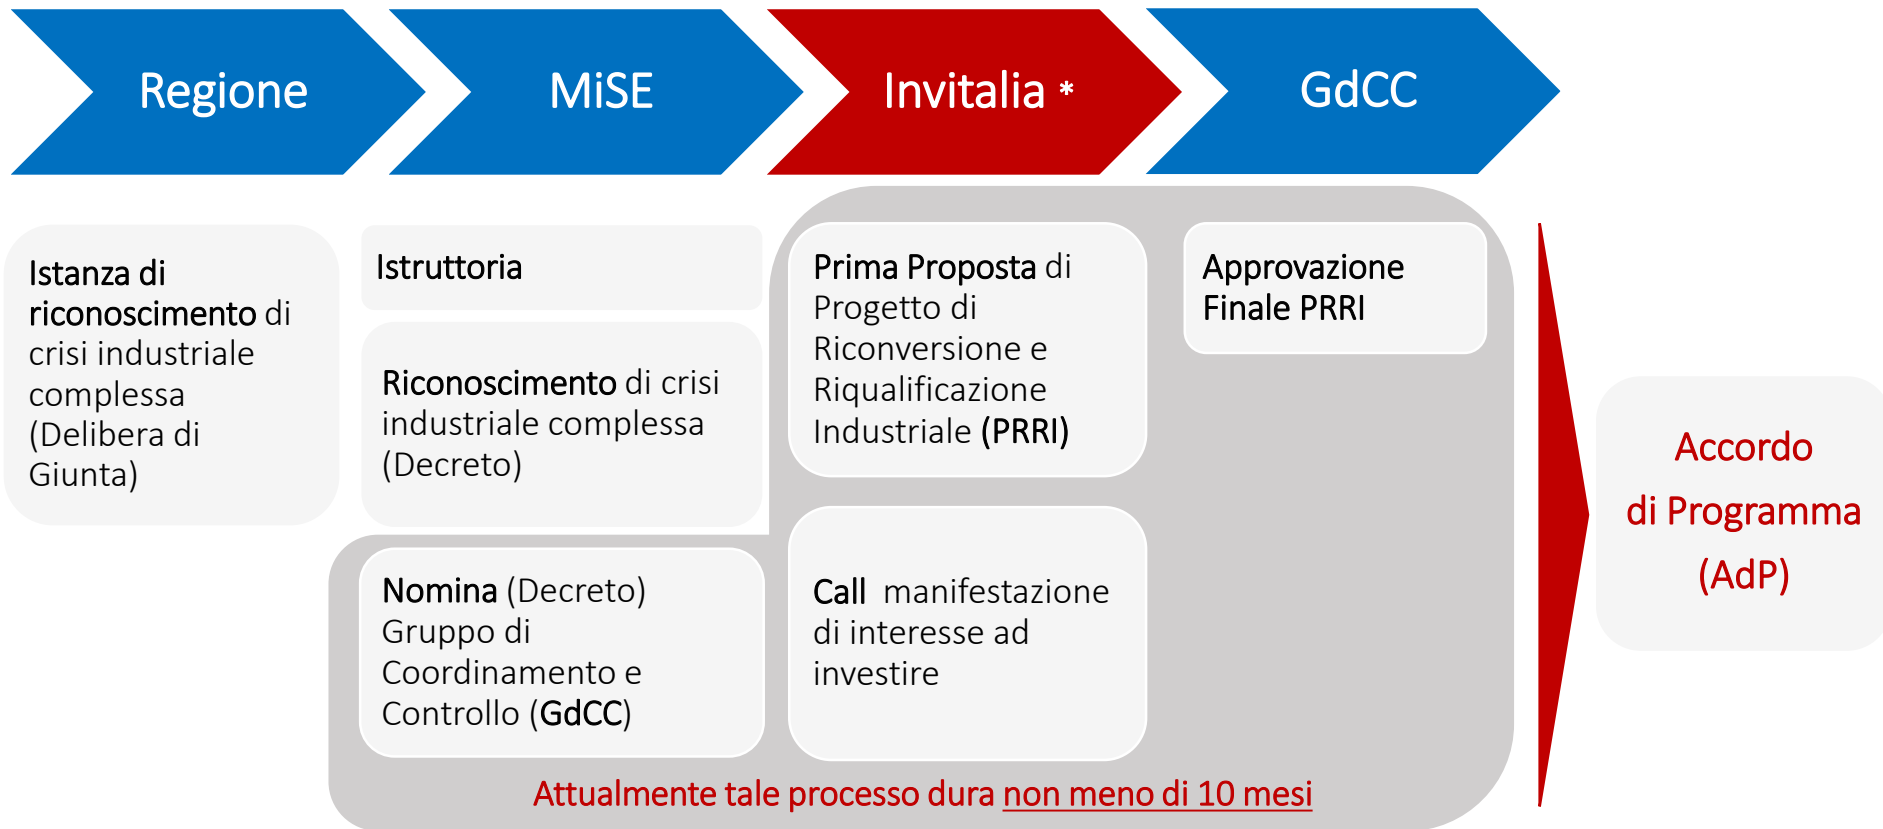 Regione
MiSE
Invitalia *
GdCC
Istanza di
riconoscimento di
crisi industriale
complessa
(Delibera di
Giunta)
Istruttoria
Riconoscimento di crisi
industriale complessa
(Decreto)
Nomina (Decreto)
Gruppo di
Coordinamento e
Controllo (GdCC)
Prima Proposta di
Progetto di
Riconversione e
Riqualificazione
Industriale (PRRI)
Call manifestazione
di interesse ad
investire
Approvazione
Finale PRRI
Attualmente tale processo dura non meno di 10 mesi
Accordo
di Programma
(AdP)